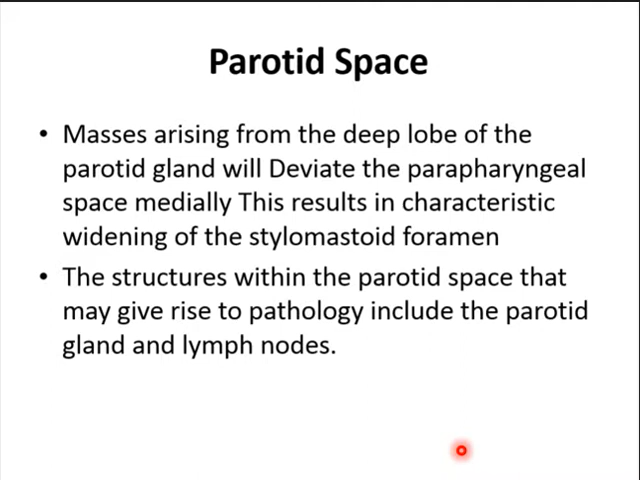 Parotid Space
• Masses arising from the deep lobe of the
parotid gland will Deviate the parapharyngeal
space medially This results in characteristic
widening of the stylomastoid foramen
• The structures within the parotid space that
may give rise to pathology include the parotid
gland and lymph nodes.